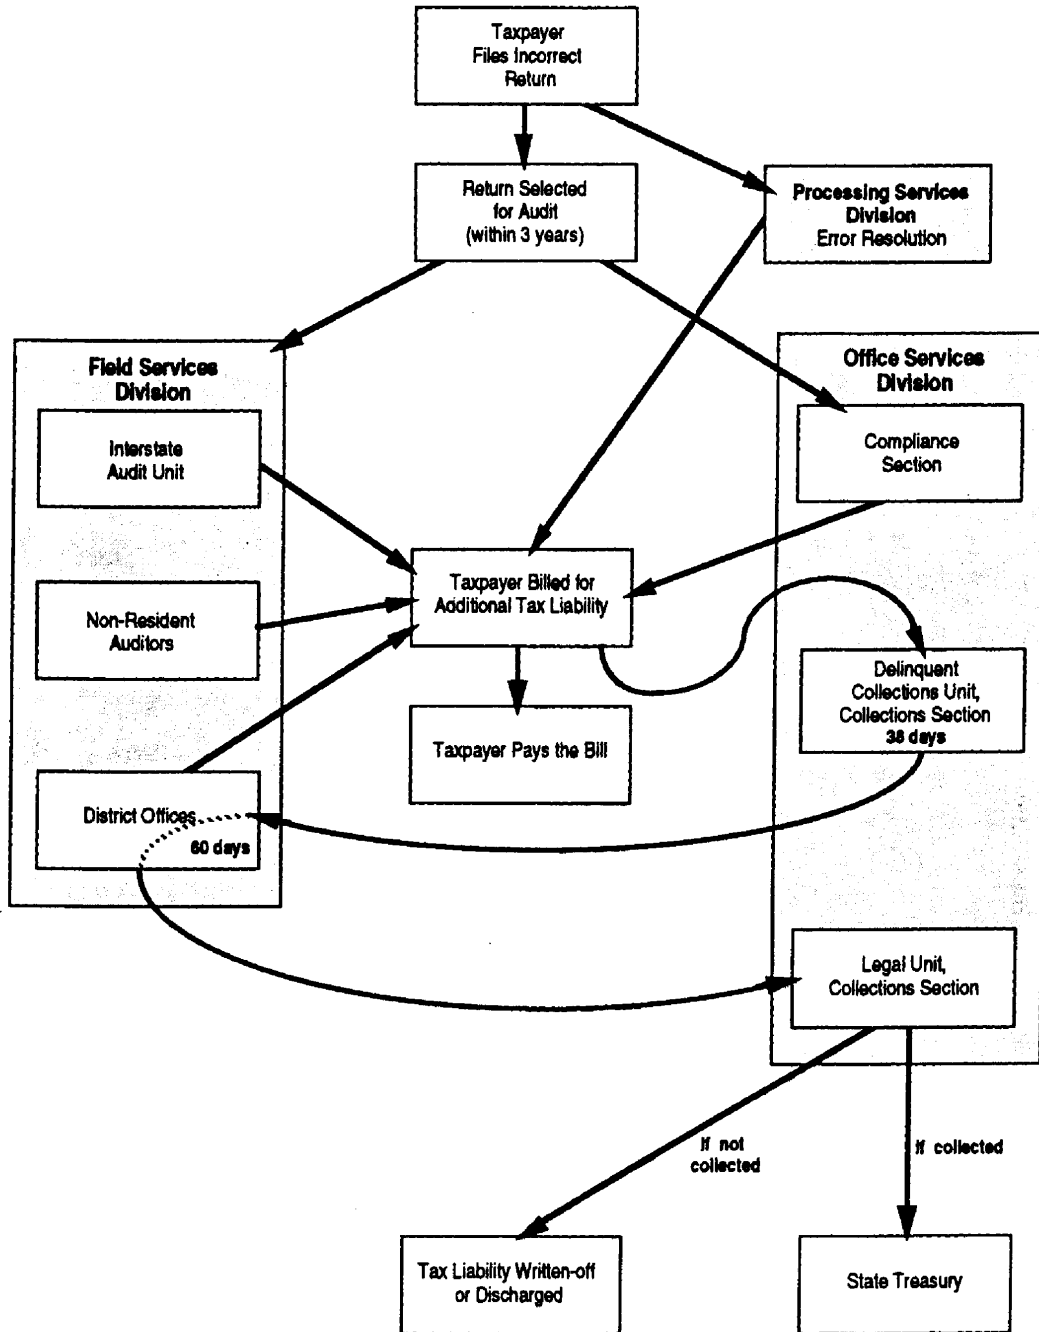 Taxpayer
Files Incorrect
Return
Return Selected
for Audit
(within 3 years)
Processing Services
Division
Error Resolution
Field Services
Division
Interstate
Audit Unit
Non-Resident
Auditors
District Offices
60 days
Office Services
Division
Compliance
Section
Taxpayer Billed for
Additional Tax Liability
Taxpayer Pays the Bill
Delinquent
Collections Unit,
Collections Section
38 days
Legal Unit,
Collections Section
If not
collected
If collected
Tax Liability Written-off
or Discharged
State Treasury